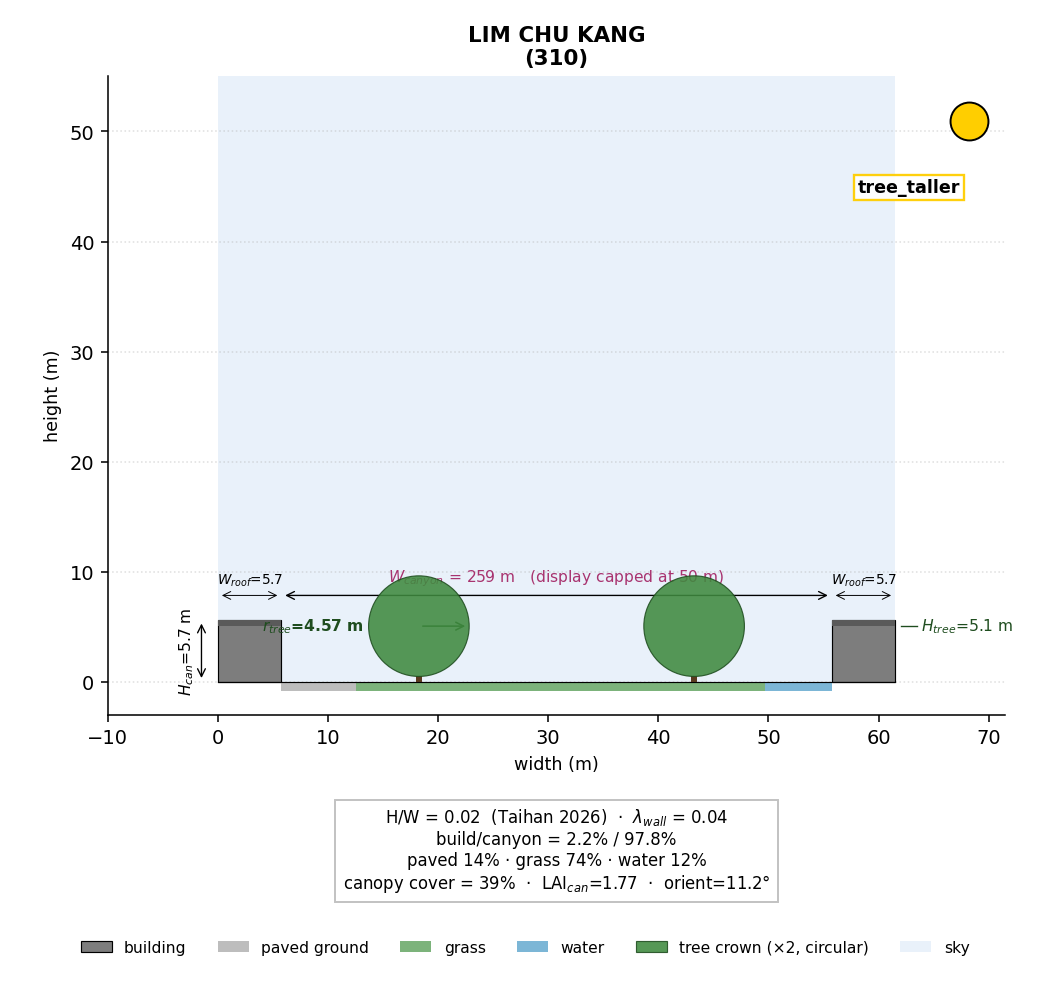 LIM CHU KANG
(310)
50
40
30
20
10
0
height (m)
tree_taller
W_roof=5.7
W_canyon = 259 m   (display capped at 50 m)
W_roof=5.7
r_tree=4.57 m
H_can=5.7 m
H_tree=5.1 m
−10 0 10 20 30 40 50 60 70
width (m)
H/W = 0.02 (Taihan 2026) · λ_wall = 0.04
build/canyon = 2.2% / 97.8%
paved 14% · grass 74% · water 12%
canopy cover = 39% · LAI_can=1.77 · orient=11.2°
building paved ground grass water tree crown (×2, circular) sky